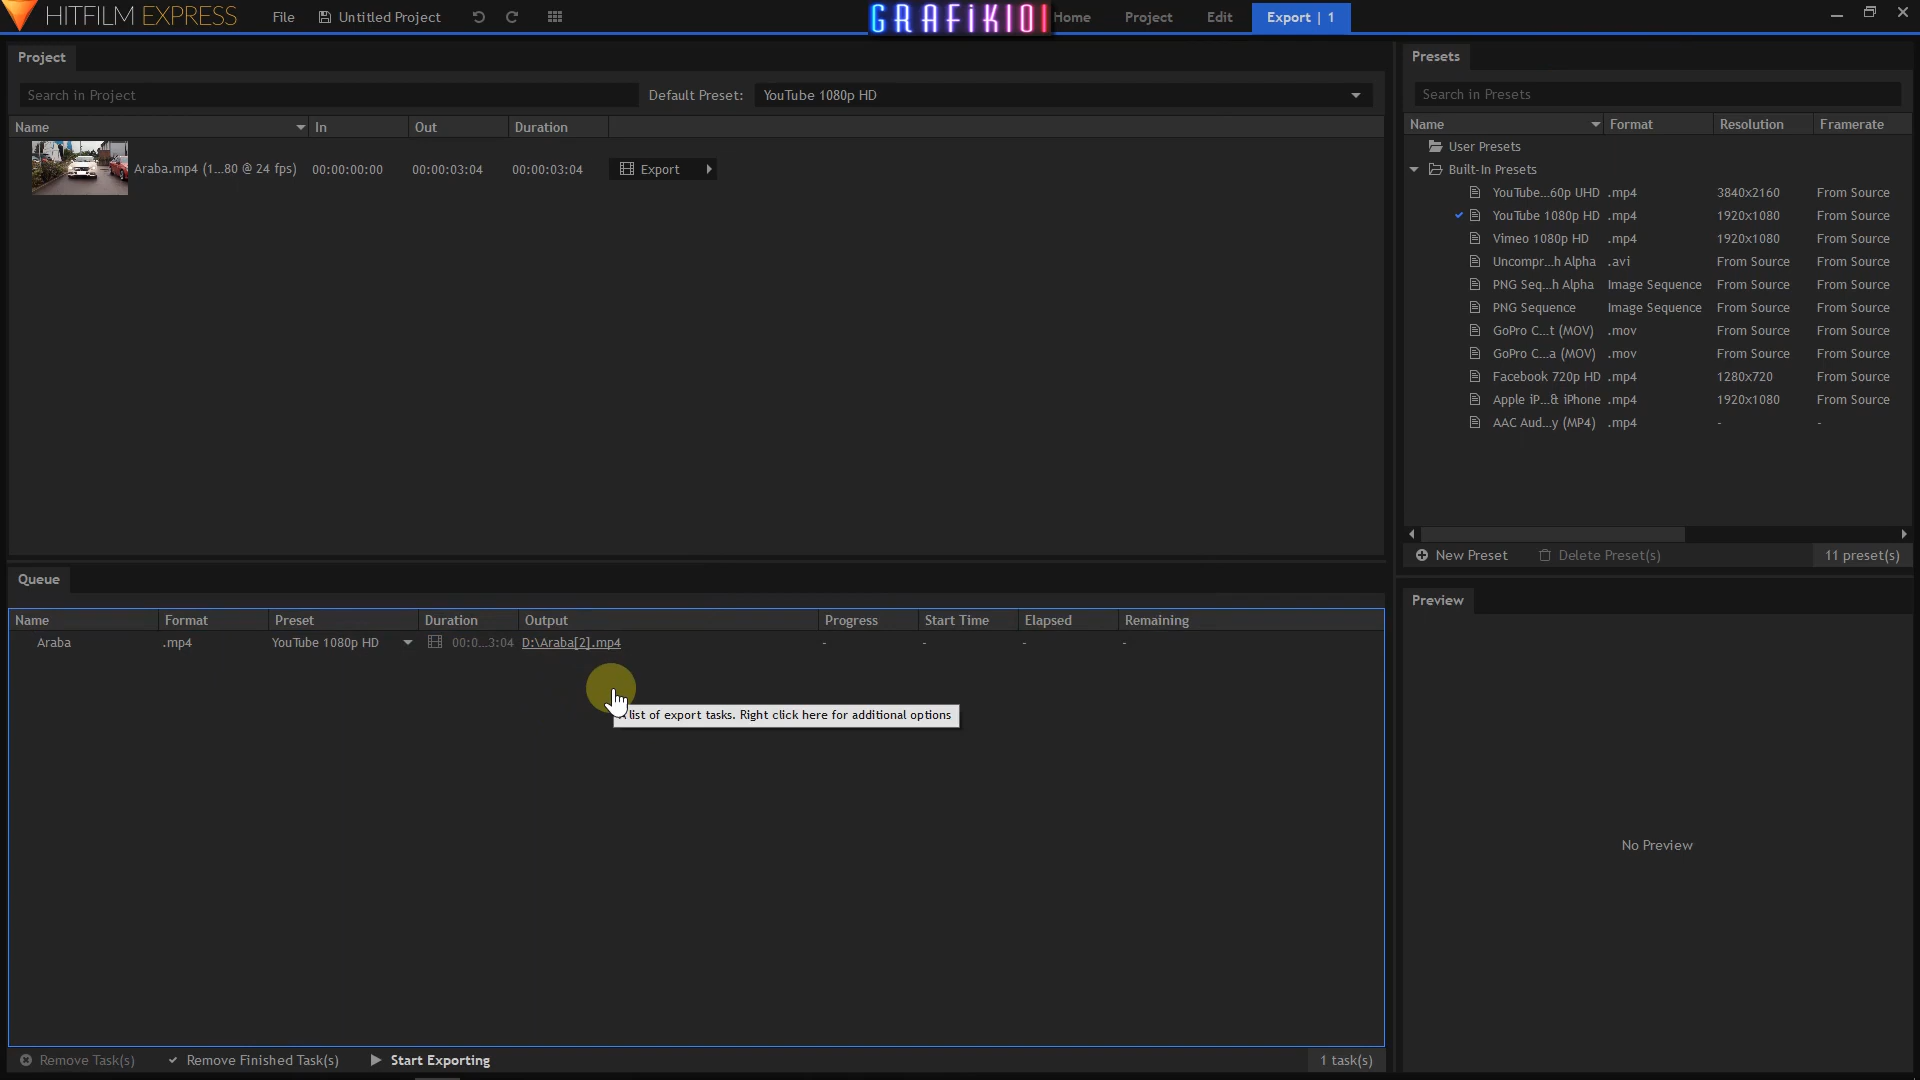 HITFILM EXPRESS File Untitled Project GRAFiK101 Home Project Edit Export | 1
Project
Search in Project Default Preset: YouTube 1080p HD
Name In Out Duration
Araba.mp4 (1...80 @ 24 fps) 00:00:00:00 00:00:03:04 00:00:03:04 Export
Presets
Search in Presets
Name Format Resolution Framerate
User Presets
Built-In Presets
YouTube...60p UHD .mp4 3840x2160 From Source
YouTube 1080p HD .mp4 1920x1080 From Source
Vimeo 1080p HD .mp4 1920x1080 From Source
Uncompr...h Alpha .avi From Source From Source
PNG Seq...h Alpha Image Sequence From Source From Source
PNG Sequence Image Sequence From Source From Source
GoPro C...t (MOV) .mov From Source From Source
GoPro C...a (MOV) .mov From Source From Source
Facebook 720p HD .mp4 1280x720 From Source
Apple iP...& iPhone .mp4 1920x1080 From Source
AAC Aud...y (MP4) .mp4 - -
New Preset Delete Preset(s) 11 preset(s)
Queue
Name Format Preset Duration Output Progress Start Time Elapsed Remaining
Araba .mp4 YouTube 1080p HD 00:0...3:04 D:\Araba[2].mp4 - - - -
list of export tasks. Right click here for additional options
Remove Task(s) Remove Finished Task(s) Start Exporting 1 task(s)
Preview
No Preview